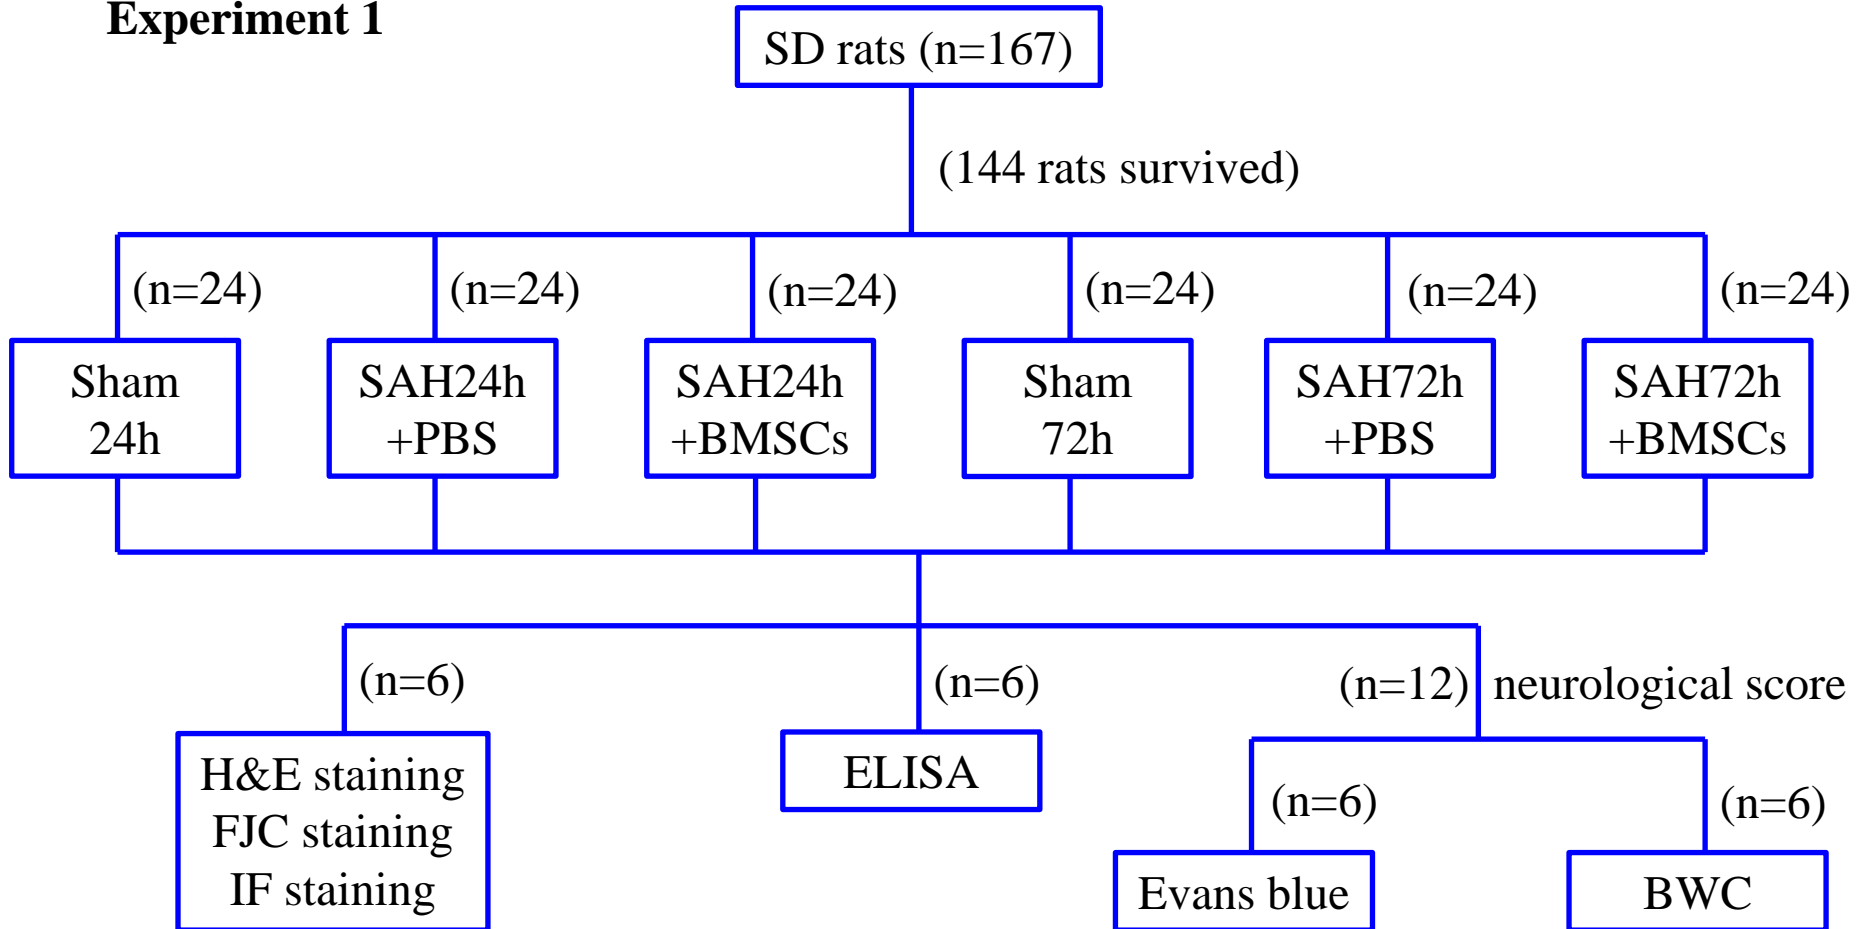 Experiment 1
SD rats (n=167)
(144 rats survived)
(n=24)
(n=24)
(n=24)
(n=24)
(n=24)
(n=24)
Sham
24h
SAH24h
+PBS
SAH24h
+BMSCs
Sham
72h
SAH72h
+PBS
SAH72h
+BMSCs
(n=6)
(n=6)
(n=12)
neurological score
H&E staining
FJC staining
IF staining
ELISA
(n=6)
(n=6)
Evans blue
BWC